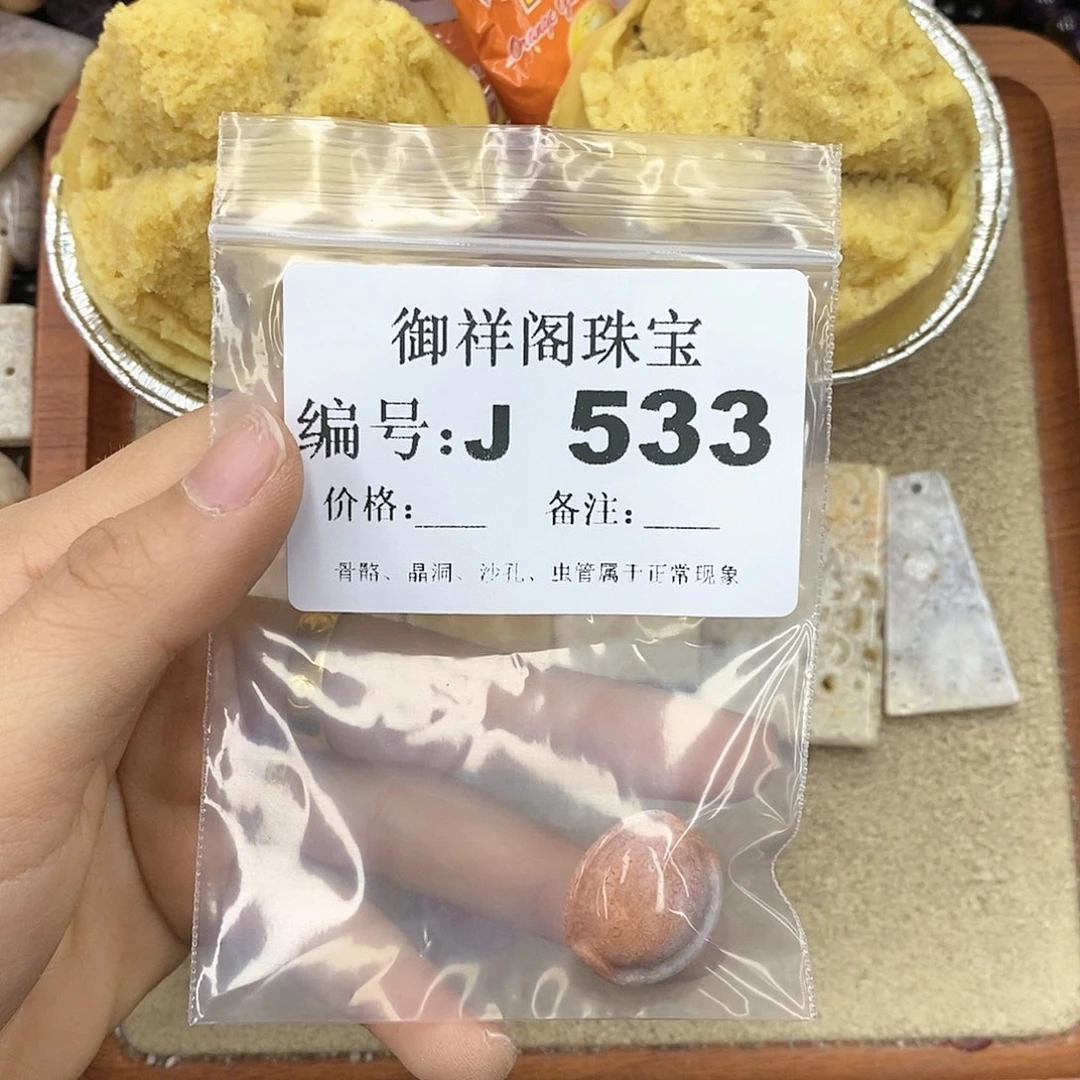 Orange
御祥阁珠宝
编号:J 533
价格:____ 备注:____
骨骼、晶洞、沙孔、虫管属于正常现象